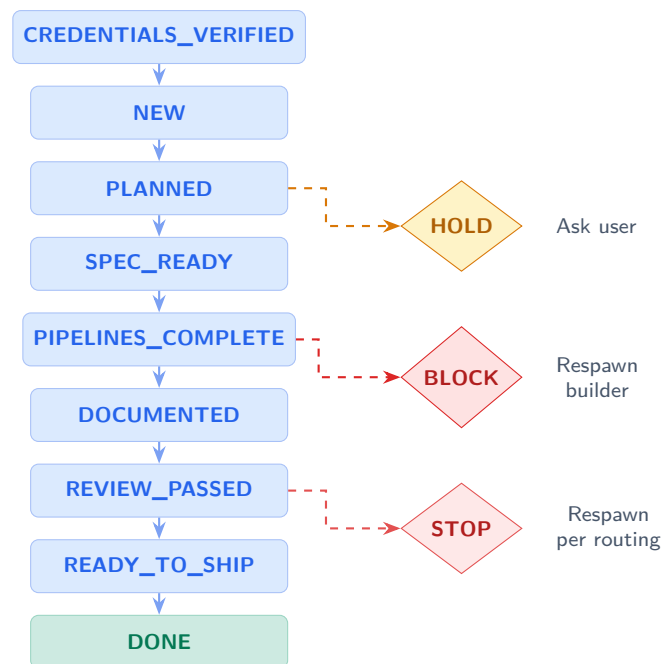 CREDENTIALS_VERIFIED
NEW
PLANNED
HOLD
Ask user
SPEC_READY
PIPELINES_COMPLETE
BLOCK
Respawn
builder
DOCUMENTED
REVIEW_PASSED
STOP
Respawn
per routing
READY_TO_SHIP
DONE